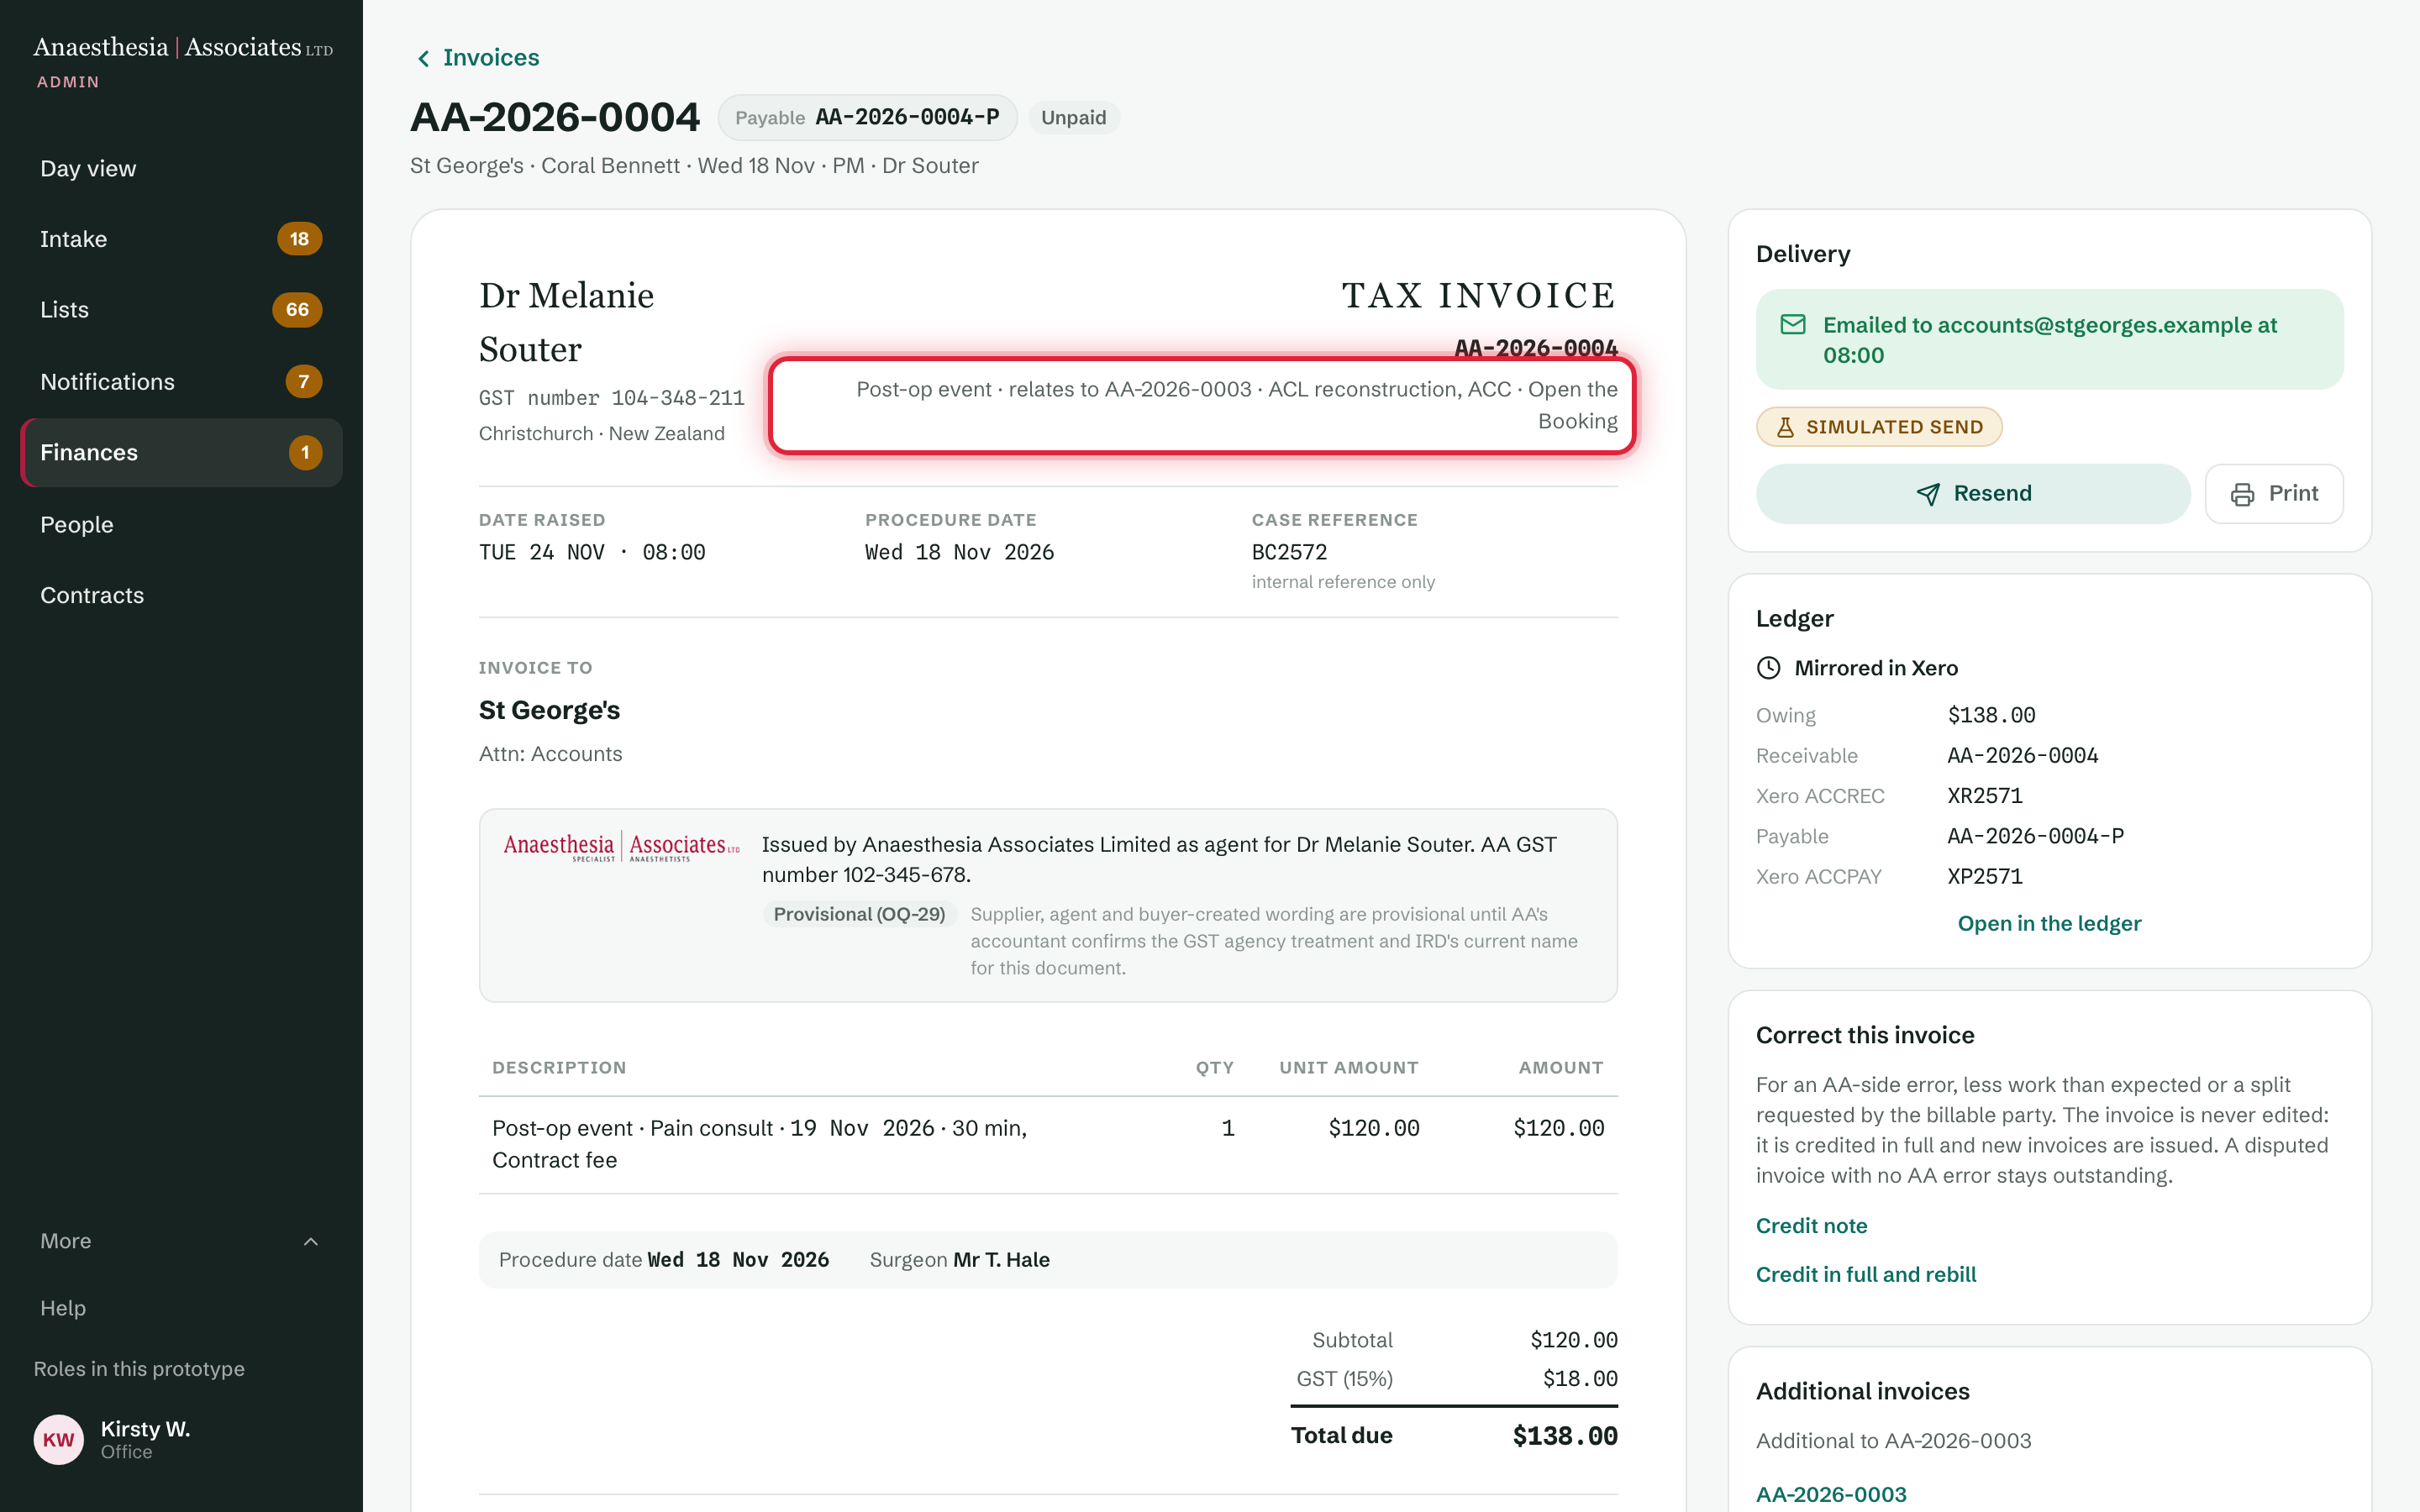 Anaesthesia | Associates LTD
ADMIN
Day view
Intake 18
Lists 66
Notifications 7
Finances 1
People
Contracts
More
Help
Roles in this prototype
KW
Kirsty W.
Office
Invoices
AA-2026-0004 Payable AA-2026-0004-P Unpaid
St George's · Coral Bennett · Wed 18 Nov · PM · Dr Souter
Dr Melanie
Souter
GST number 104-348-211
Christchurch · New Zealand
TAX INVOICE
AA-2026-0004
Post-op event · relates to AA-2026-0003 · ACL reconstruction, ACC · Open the
Booking
DATE RAISED
TUE 24 NOV · 08:00
PROCEDURE DATE
Wed 18 Nov 2026
CASE REFERENCE
BC2572
internal reference only
INVOICE TO
St George's
Attn: Accounts
Anaesthesia | Associates LTD
SPECIALIST ANAESTHETISTS
Issued by Anaesthesia Associates Limited as agent for Dr Melanie Souter. AA GST
number 102-345-678.
Provisional (OQ-29)
Supplier, agent and buyer-created wording are provisional until AA's
accountant confirms the GST agency treatment and IRD's current name
for this document.
DESCRIPTION QTY UNIT AMOUNT AMOUNT
Post-op event · Pain consult · 19 Nov 2026 · 30 min, 1 $120.00 $120.00
Contract fee
Procedure date Wed 18 Nov 2026 Surgeon Mr T. Hale
Subtotal $120.00
GST (15%) $18.00
Total due $138.00
Delivery
Emailed to accounts@stgeorges.example at
08:00
SIMULATED SEND
Resend
Print
Ledger
Mirrored in Xero
Owing $138.00
Receivable AA-2026-0004
Xero ACCREC XR2571
Payable AA-2026-0004-P
Xero ACCPAY XP2571
Open in the ledger
Correct this invoice
For an AA-side error, less work than expected or a split
requested by the billable party. The invoice is never edited:
it is credited in full and new invoices are issued. A disputed
invoice with no AA error stays outstanding.
Credit note
Credit in full and rebill
Additional invoices
Additional to AA-2026-0003
AA-2026-0003